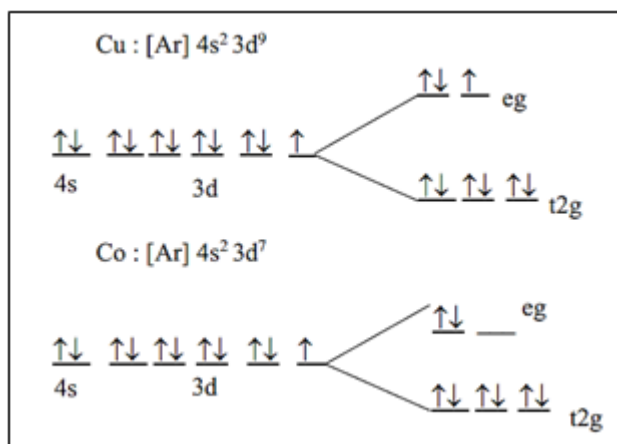 Cu : [Ar] 4s² 3d⁹
↑↓ ↑ eg
↑↓ ↑↓ ↑↓ ↑↓ ↑↓ ↑
4s 3d
↑↓ ↑↓ ↑↓ t2g
Co : [Ar] 4s² 3d⁷
↑↓ eg
↑↓ ↑↓ ↑↓ ↑↓ ↑↓ ↑
4s 3d
↑↓ ↑↓ ↑↓ t2g